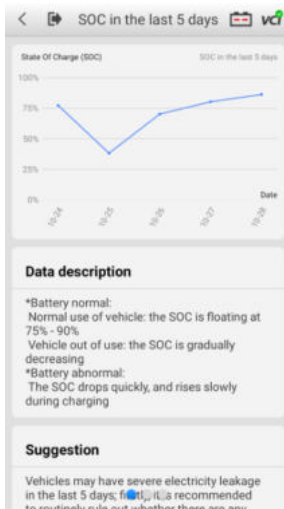 SOC in the last 5 days
vci
State Of Charge (SOC)
SOC in the last 5 days
100%
75%
50%
25%
0%
Date
10-24
10-25
10-26
10-27
10-28
Data description
*Battery normal:
Normal use of vehicle: the SOC is floating at
75% - 90%
Vehicle out of use: the SOC is gradually
decreasing
*Battery abnormal:
The SOC drops quickly, and rises slowly
during charging
Suggestion
Vehicles may have severe electricity leakage
in the last 5 days; recommended
to routinely rule out whether there are any